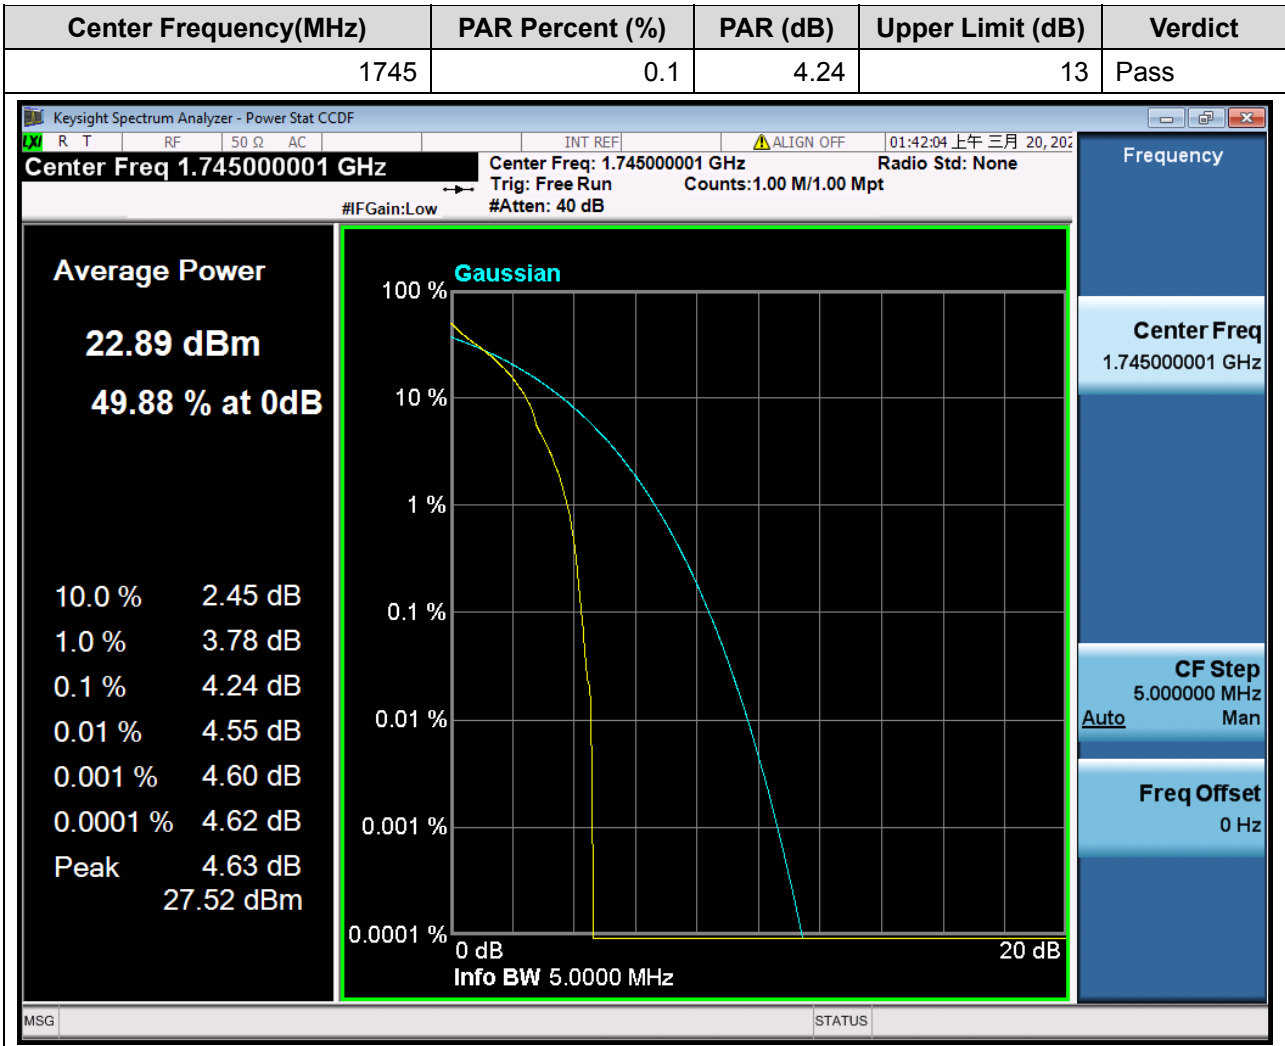 Center Frequency(MHz) PAR Percent (%) PAR (dB) Upper Limit (dB) Verdict
1745 0.1 4.24 13 Pass
Keysight Spectrum Analyzer - Power Stat CCDF
LXI R T RF 50 Ω AC INT REF ALIGN OFF 01:42:04 上午 三月 20, 202
Center Freq 1.745000001 GHz
Center Freq: 1.745000001 GHz Radio Std: None
Trig: Free Run Counts:1.00 M/1.00 Mpt
#IFGain:Low #Atten: 40 dB
Average Power
22.89 dBm
49.88 % at 0dB
10.0 % 2.45 dB
1.0 % 3.78 dB
0.1 % 4.24 dB
0.01 % 4.55 dB
0.001 % 4.60 dB
0.0001 % 4.62 dB
Peak 4.63 dB
27.52 dBm
Gaussian
100 %
10 %
1 %
0.1 %
0.01 %
0.001 %
0.0001 %
0 dB 20 dB
Info BW 5.0000 MHz
Frequency
Center Freq
1.745000001 GHz
CF Step
5.000000 MHz
Auto Man
Freq Offset
0 Hz
MSG STATUS